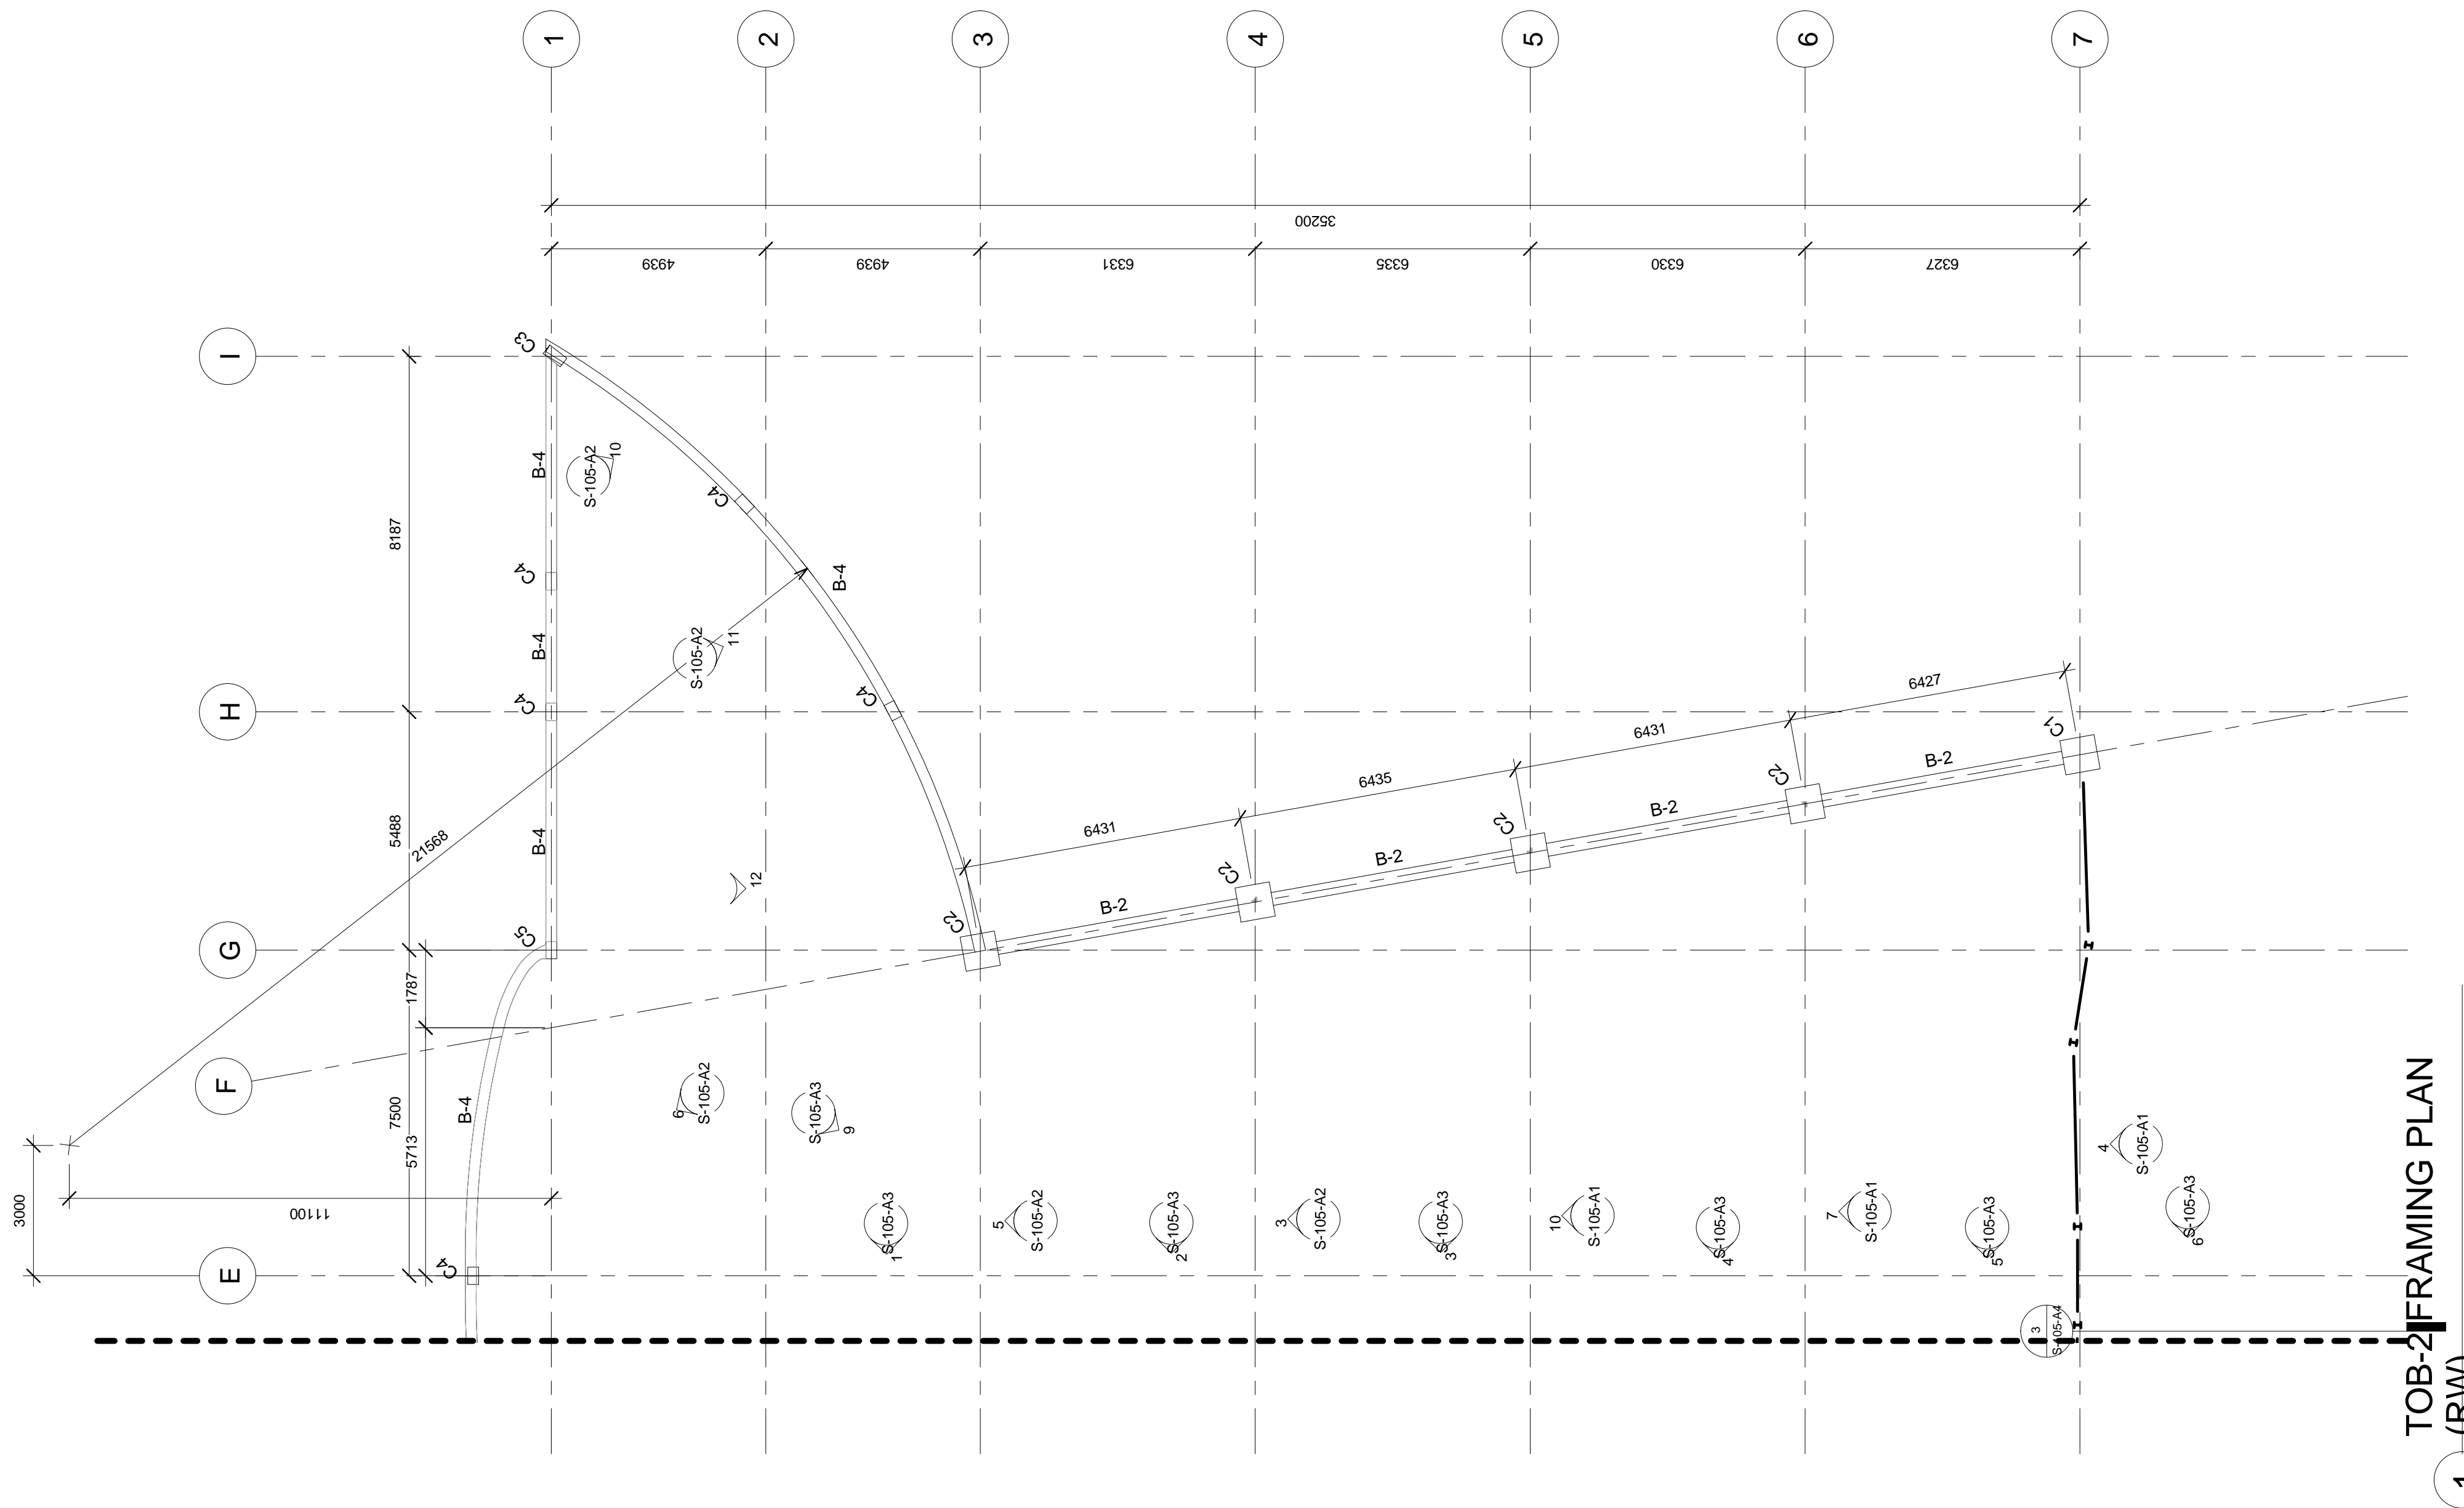 1
2
3
4
5
6
7
35200
4939
4939
6331
6335
6330
6327
I
C3
B-4
S-105-A2
10
8187
C4
C4
B-4
B-4
S-105-A2
11
C4
H
C4
C4
6427
6431
6435
6431
C1
B-2
C2
B-2
C2
B-2
C2
B-2
C2
5488
21568
B-4
12
G
C5
1787
F
7500
5713
B-4
6
S-105-A2
S-105-A3
9
3000
11100
4
S-105-A1
S-105-A3
1
5
S-105-A2
S-105-A3
2
3
S-105-A2
S-105-A3
3
10
S-105-A1
S-105-A3
4
7
S-105-A1
S-105-A3
5
S-105-A3
6
E
C4
3
S-105-A4
TOB-2 FRAMING PLAN
(RW)
1